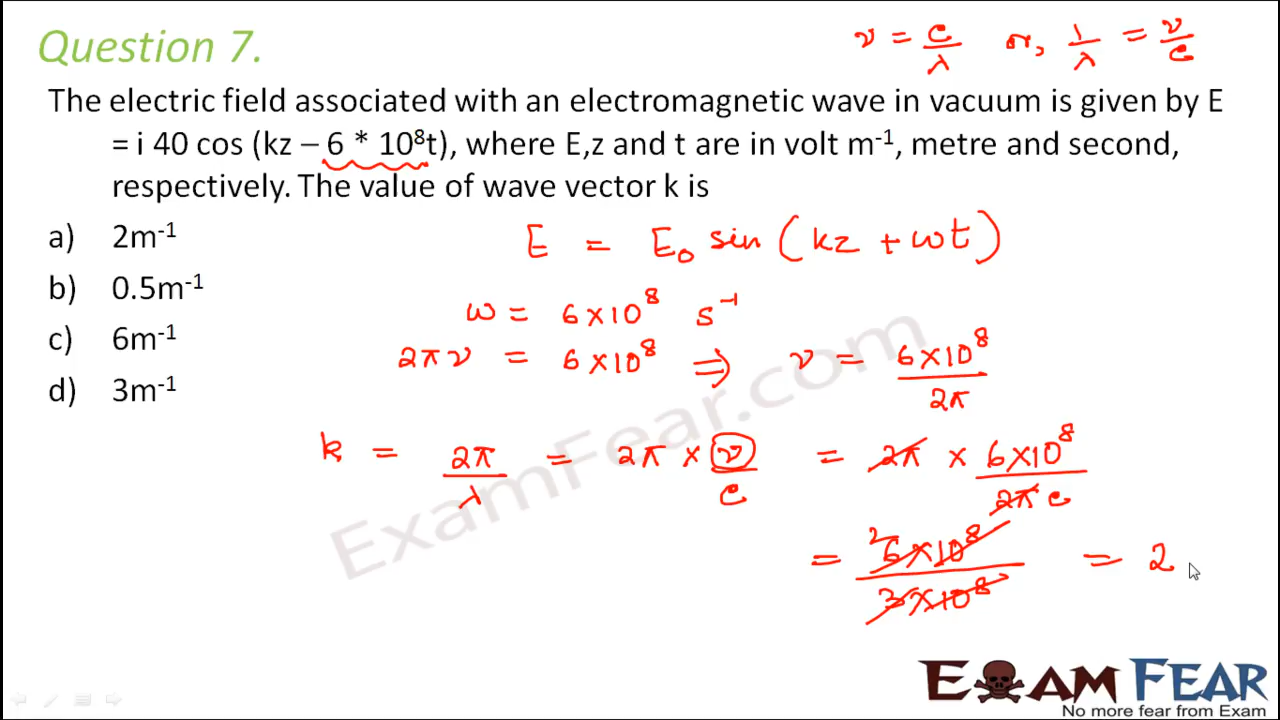 Question 7.
ν = c/λ or, 1/λ = ν/c
The electric field associated with an electromagnetic wave in vacuum is given by E
= i 40 cos (kz – 6 * 10⁸t), where E,z and t are in volt m⁻¹, metre and second,
respectively. The value of wave vector k is
a) 2m⁻¹
b) 0.5m⁻¹
c) 6m⁻¹
d) 3m⁻¹
E = E₀ sin (kz + ωt)
ω = 6×10⁸ s⁻¹
2πν = 6×10⁸ ⇒ ν = 6×10⁸/2π
k = 2π/λ = 2π × ν/c = 2π × 6×10⁸/2πc
= 6×10⁸/3×10⁸ = 2
ExamFear.com
EXAM FEAR
No more fear from Exam